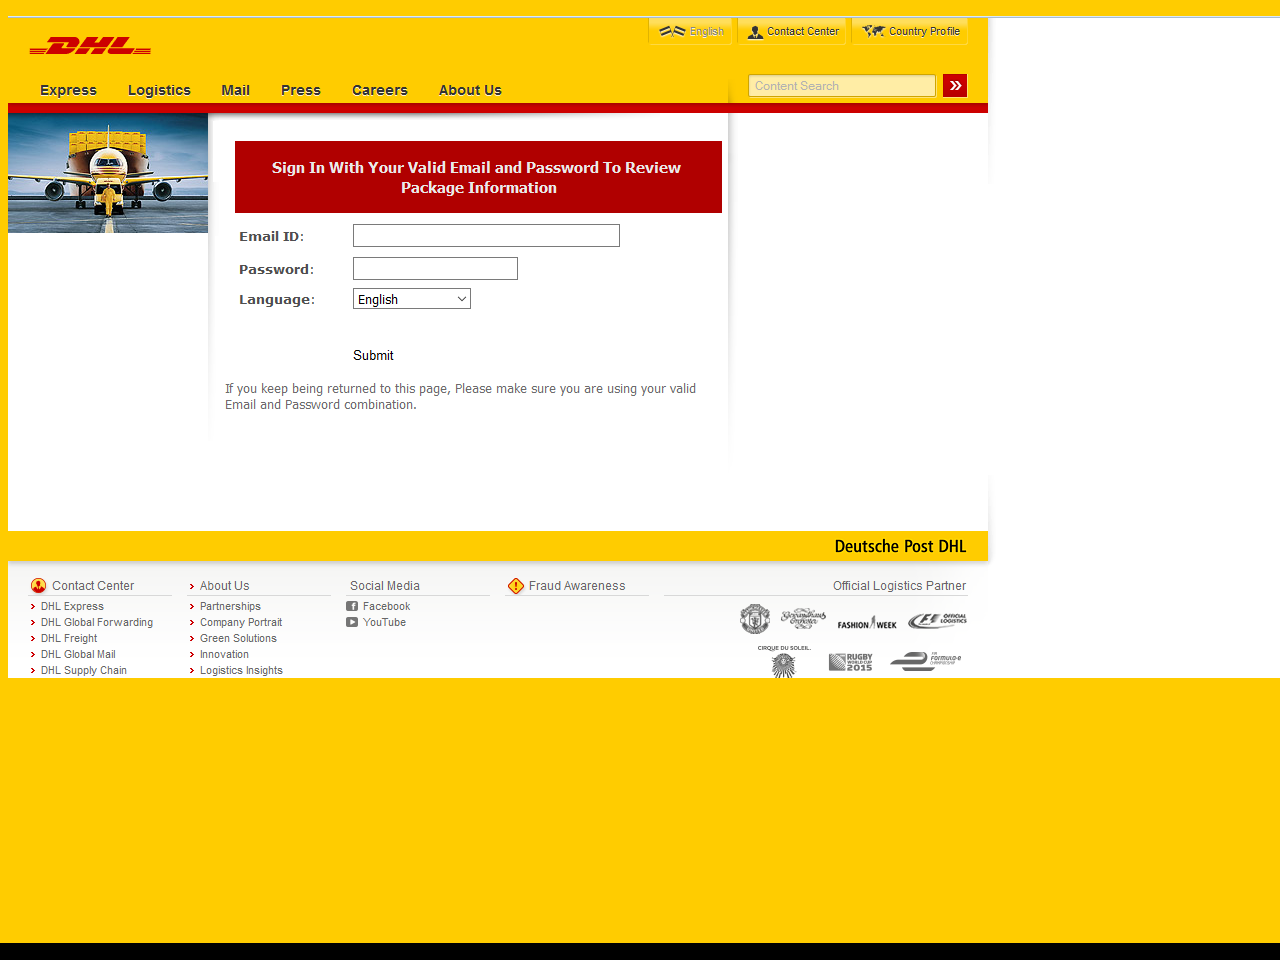 DHL
English
Contact Center
Country Profile
Express
Logistics
Mail
Press
Careers
About Us
Content Search
Sign In With Your Valid Email and Password To Review
Package Information
Email ID:
Password:
Language:
English
Submit
If you keep being returned to this page, Please make sure you are using your valid
Email and Password combination.
Deutsche Post DHL
Contact Center
DHL Express
DHL Global Forwarding
DHL Freight
DHL Global Mail
DHL Supply Chain
About Us
Partnerships
Company Portrait
Green Solutions
Innovation
Logistics Insights
Social Media
Facebook
YouTube
Fraud Awareness
Official Logistics Partner
Gewandhaus
Orchester
FASHION WEEK
OFFICIAL
LOGISTICS
CIRQUE DU SOLEIL.
RUGBY
WORLD CUP
2015
FIA
FORMULA-E
CHAMPIONSHIP